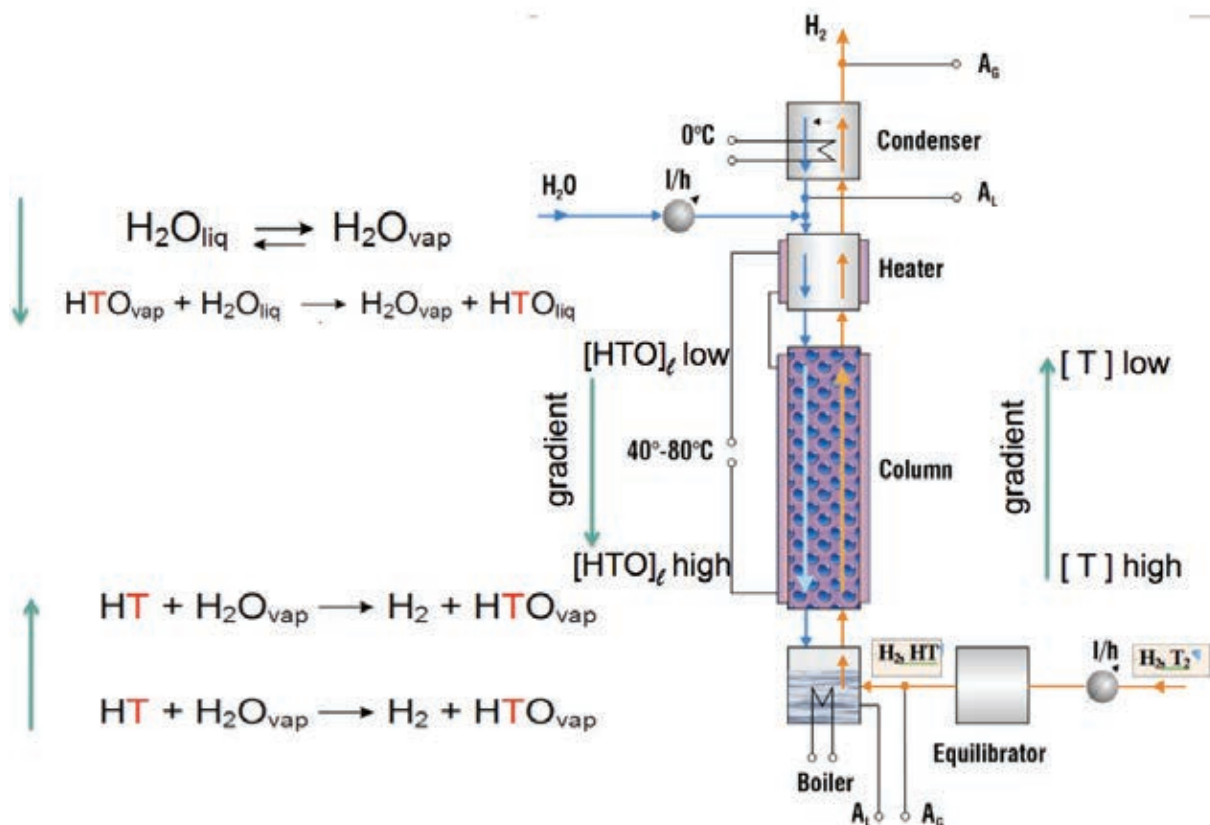 H₂
A_G
0°C
Condenser
H₂O
l/h
A_L
H₂O_liq ⇌ H₂O_vap
Heater
HTO_vap + H₂O_liq → H₂O_vap + HTO_liq
[HTO]ℓ low
[ T ] low
gradient
40°-80°C
Column
gradient
[HTO]ℓ high
[ T ] high
HT + H₂O_vap → H₂ + HTO_vap
H₂, HT
l/h
H₂, T₂
HT + H₂O_vap → H₂ + HTO_vap
Equilibrator
Boiler
A_L
A_G